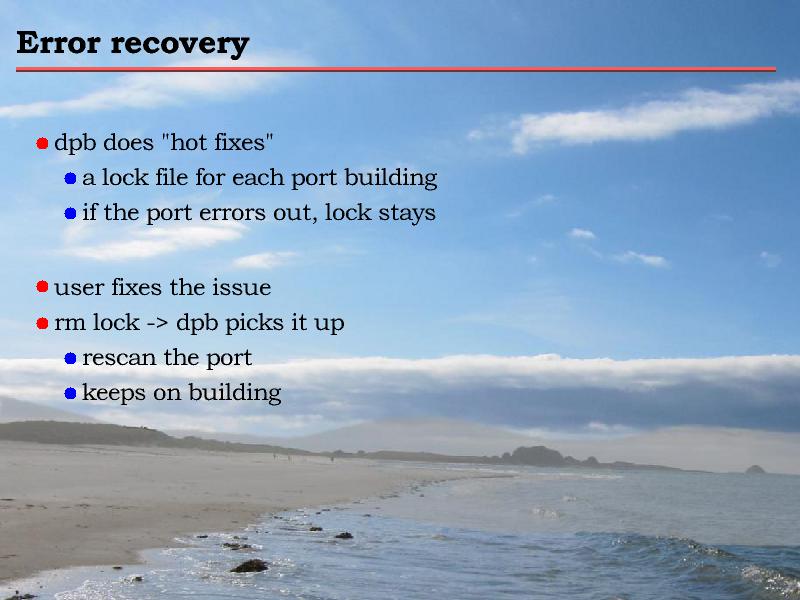 Error recovery
dpb does "hot fixes"
a lock file for each port building
if the port errors out, lock stays
user fixes the issue
rm lock -> dpb picks it up
rescan the port
keeps on building